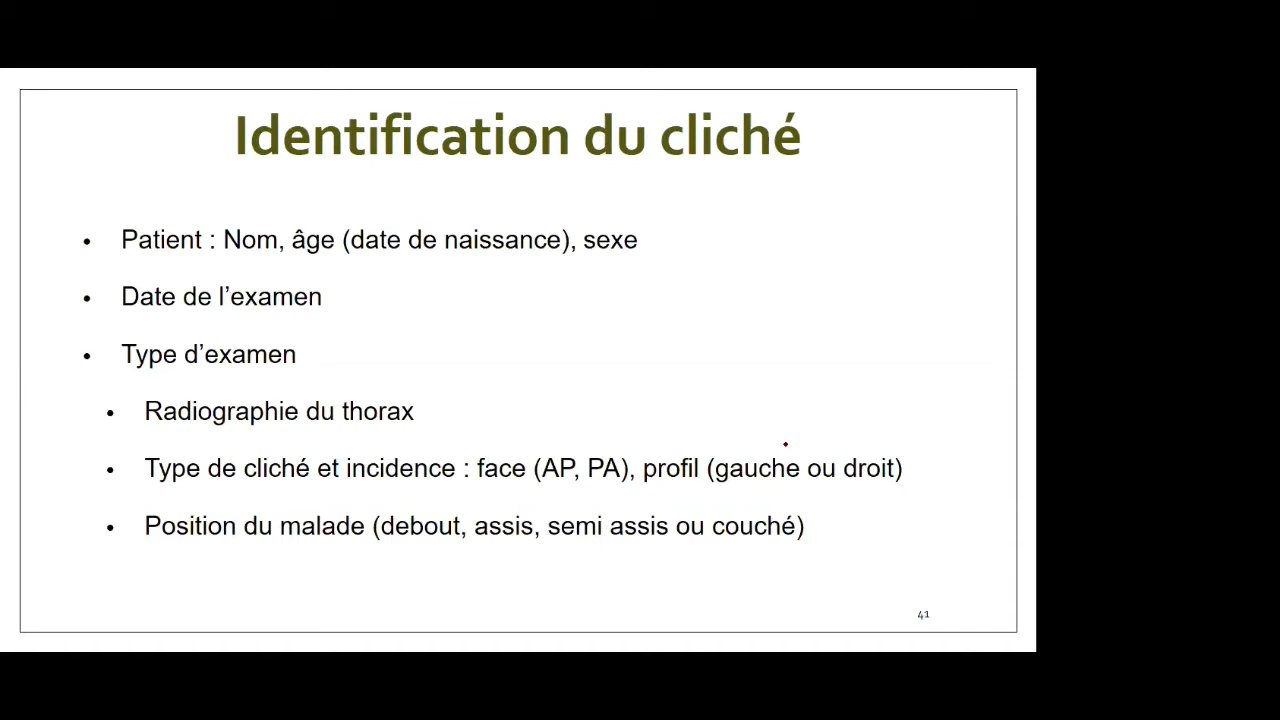 Identification du cliché
• Patient : Nom, âge (date de naissance), sexe
• Date de l’examen
• Type d’examen
• Radiographie du thorax
• Type de cliché et incidence : face (AP, PA), profil (gauche ou droit)
• Position du malade (debout, assis, semi assis ou couché)
41